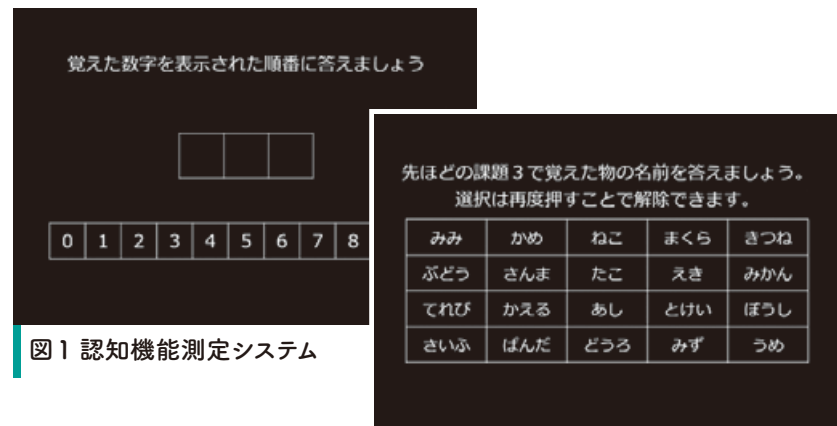 覚えた数字を表示された順番に答えましょう
0 1 2 3 4 5 6 7 8
図1 認知機能測定システム
先ほどの課題3で覚えた物の名前を答えましょう。
選択は再度押すことで解除できます。
みみ かめ ねこ まくら きつね
ぶどう さんま たこ えき みかん
てれび かえる あし とけい ぼうし
さいふ ぱんだ どうろ みず うめ